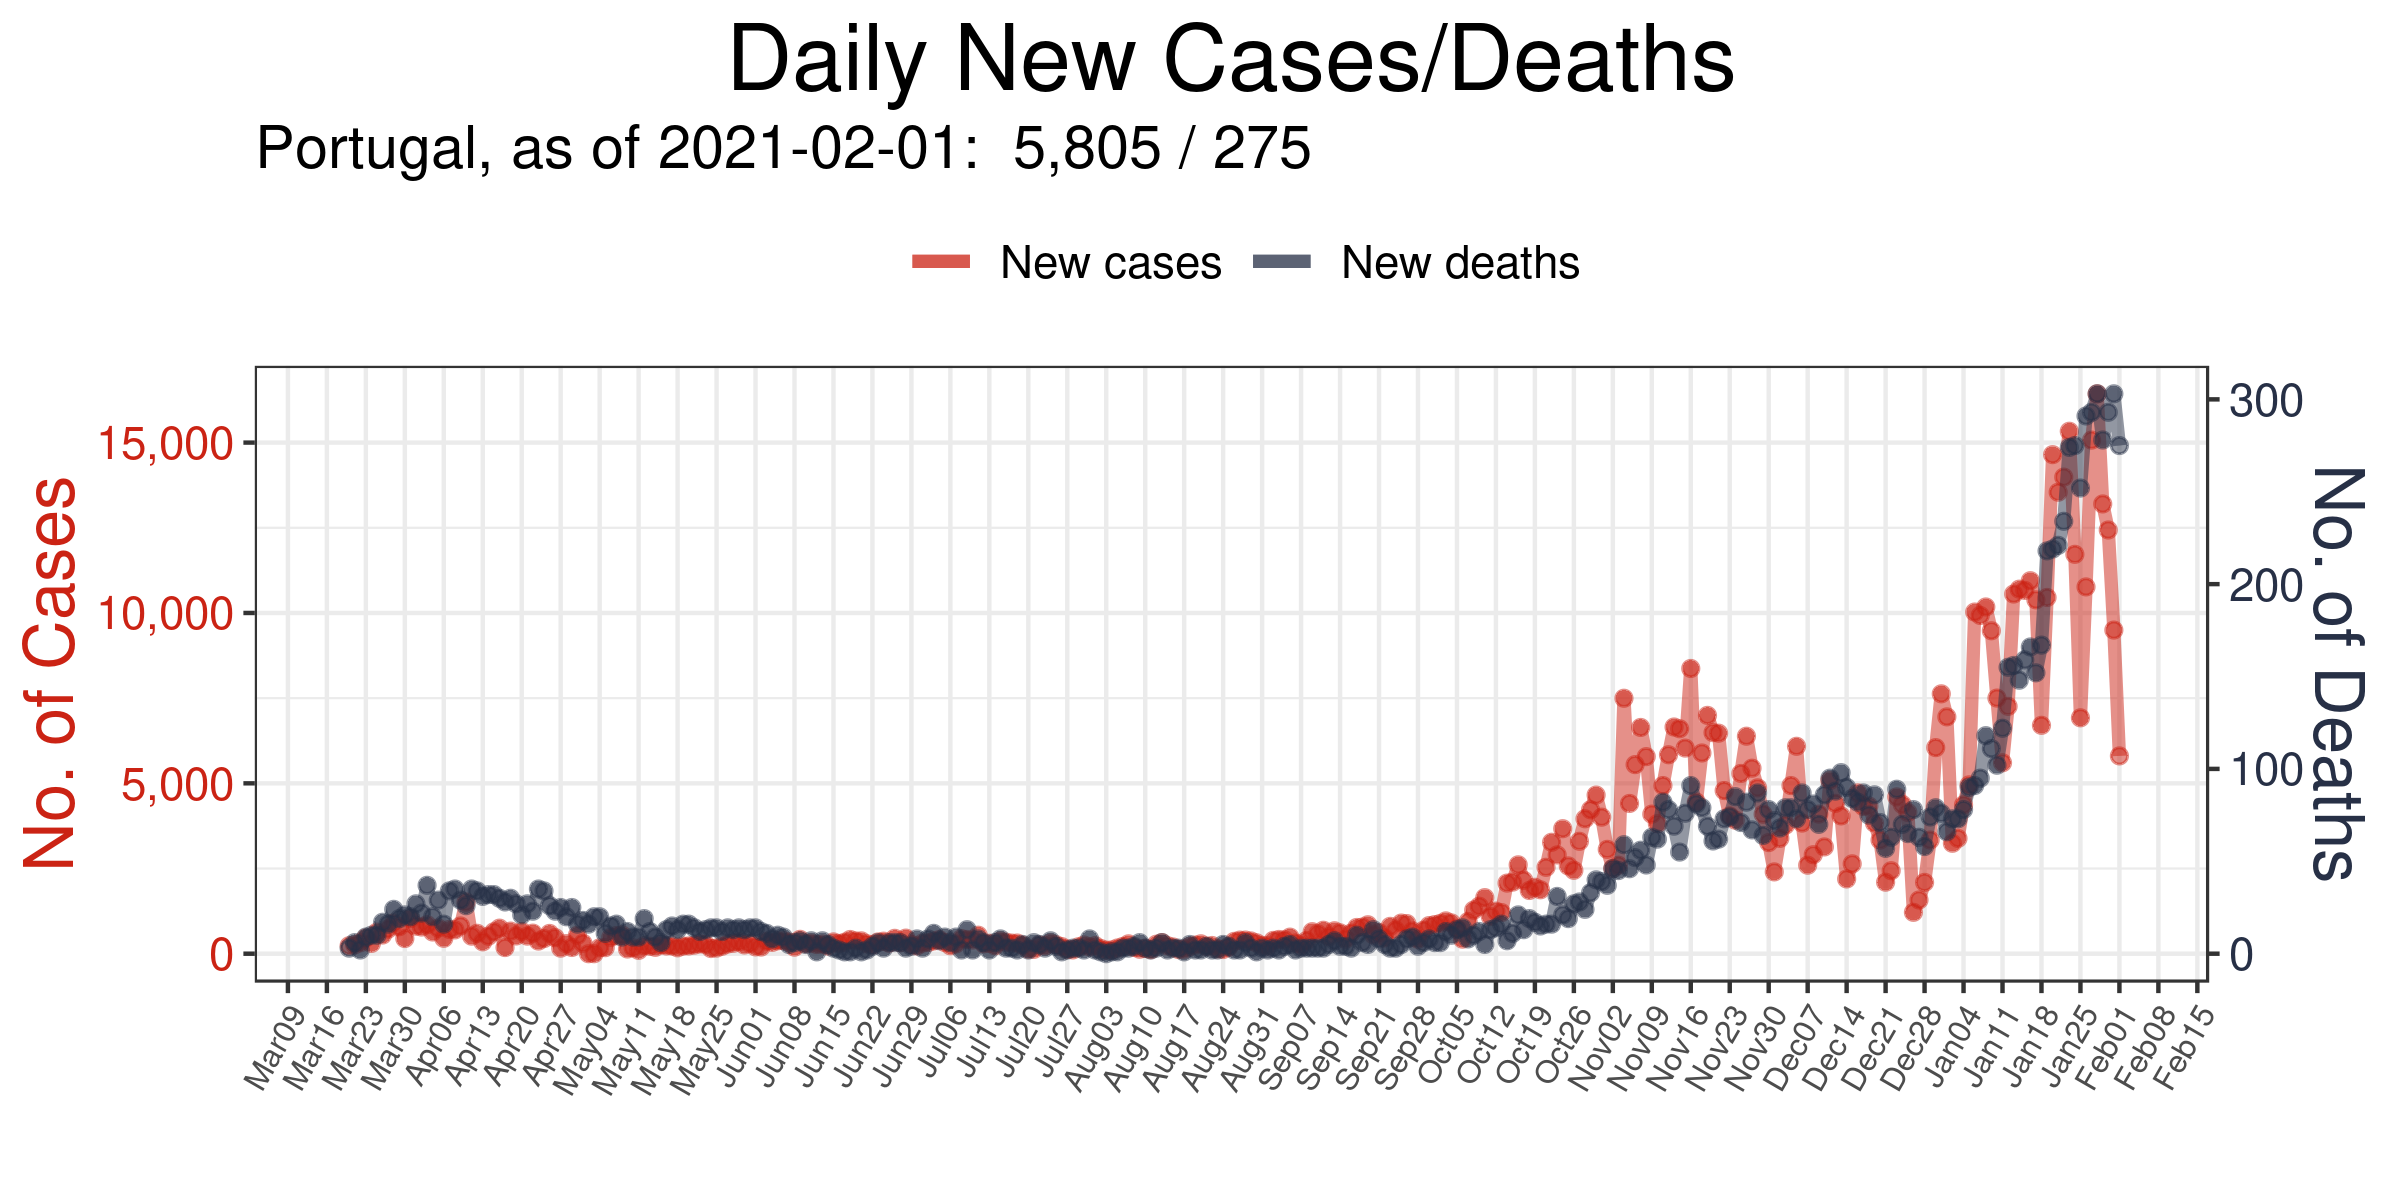 Daily New Cases/Deaths
Portugal, as of 2021-02-01:  5,805 / 275
New cases
New deaths
No. of Cases
15,000
10,000
5,000
0
300
200
100
0
No. of Deaths
Mar09
Mar16
Mar23
Mar30
Apr06
Apr13
Apr20
Apr27
May04
May11
May18
May25
Jun01
Jun08
Jun15
Jun22
Jun29
Jul06
Jul13
Jul20
Jul27
Aug03
Aug10
Aug17
Aug24
Aug31
Sep07
Sep14
Sep21
Sep28
Oct05
Oct12
Oct19
Oct26
Nov02
Nov09
Nov16
Nov23
Nov30
Dec07
Dec14
Dec21
Dec28
Jan04
Jan11
Jan18
Jan25
Feb01
Feb08
Feb15